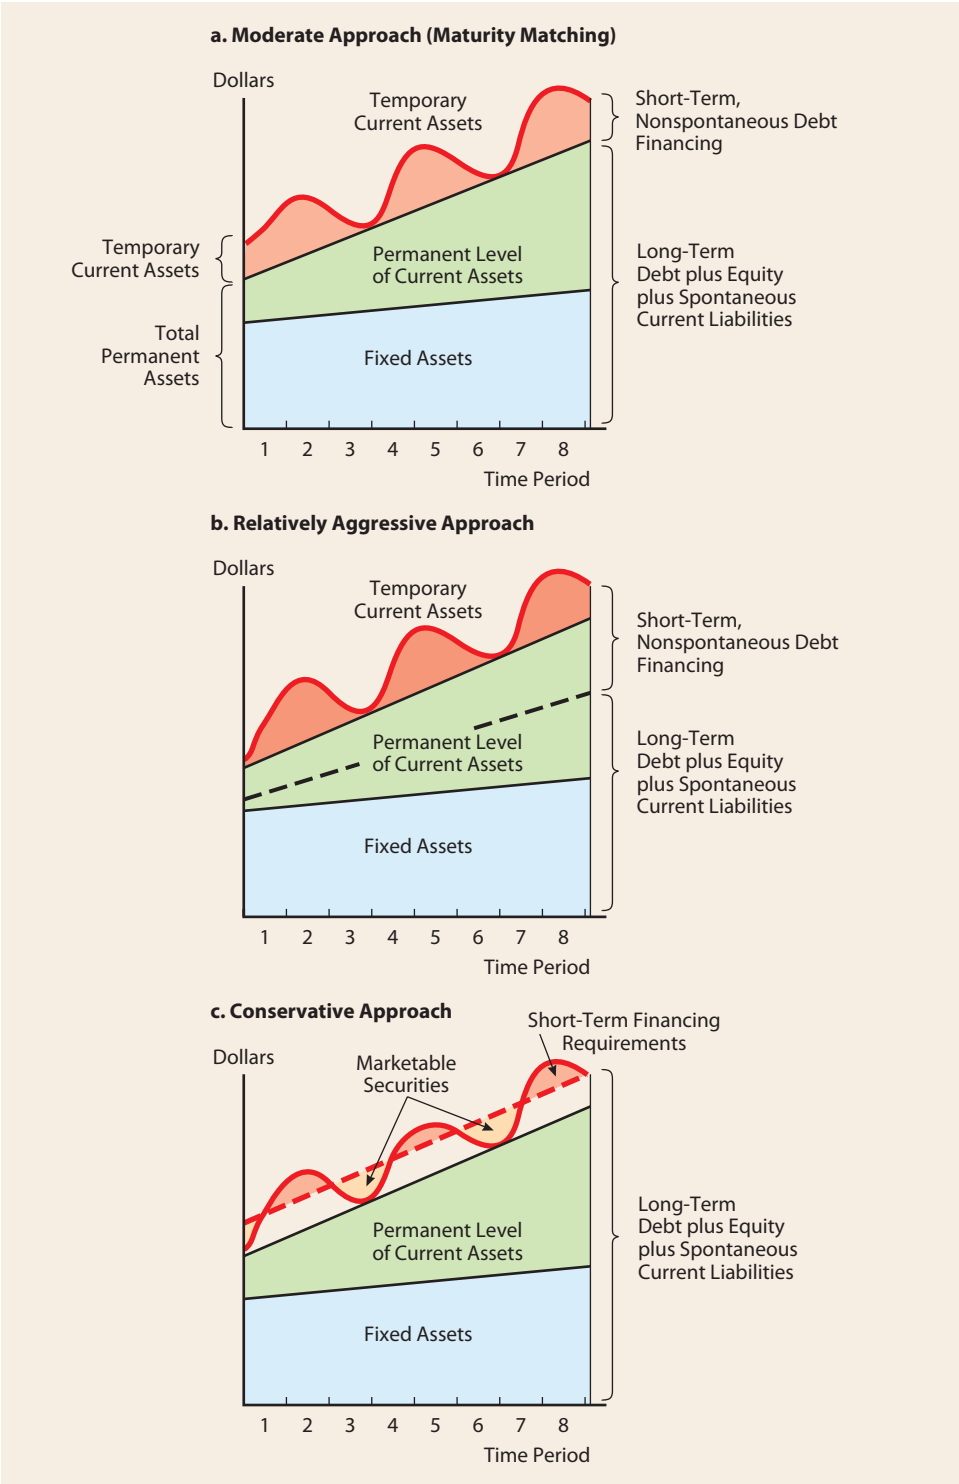 a. Moderate Approach (Maturity Matching)
Dollars
Temporary
Current Assets
Short-Term,
Nonspontaneous Debt
Financing
Temporary
Current Assets
Permanent Level
of Current Assets
Long-Term
Debt plus Equity
plus Spontaneous
Current Liabilities
Total
Permanent
Assets
Fixed Assets
1 2 3 4 5 6 7 8
Time Period
b. Relatively Aggressive Approach
Dollars
Temporary
Current Assets
Short-Term,
Nonspontaneous Debt
Financing
Permanent Level
of Current Assets
Long-Term
Debt plus Equity
plus Spontaneous
Current Liabilities
Fixed Assets
1 2 3 4 5 6 7 8
Time Period
c. Conservative Approach
Short-Term Financing
Requirements
Dollars
Marketable
Securities
Permanent Level
of Current Assets
Long-Term
Debt plus Equity
plus Spontaneous
Current Liabilities
Fixed Assets
1 2 3 4 5 6 7 8
Time Period